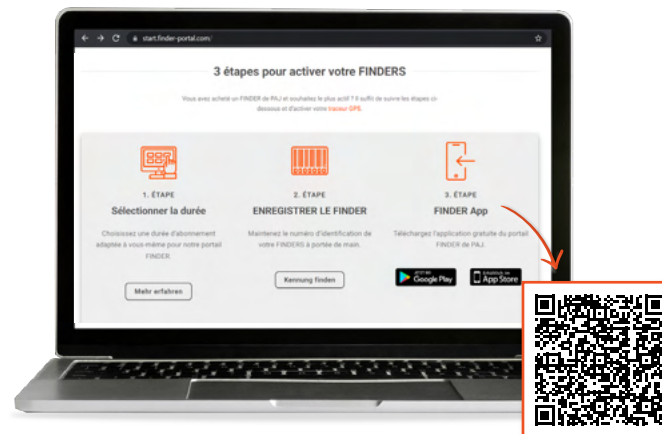 start.finder-portal.com/
3 étapes pour activer votre FINDERS
Vous avez acheté un FINDER de PAJ et souhaitez le plus actif ? Il suffit de suivre les étapes ci-
dessous et d'activer votre traceur GPS.
1. ÉTAPE
Sélectionner la durée
Choisissez une durée d'abonnement
adaptée à vous-même pour notre portail
FINDER.
Mehr erfahren
2. ÉTAPE
ENREGISTRER LE FINDER
Maintenez le numéro d'identification de
votre FINDERS à portée de main.
Kennung finden
3. ÉTAPE
FINDER App
Téléchargez l'application gratuite du portail
FINDER de PAJ.
JETZT BEI
Google Play
Erhältlich im
App Store